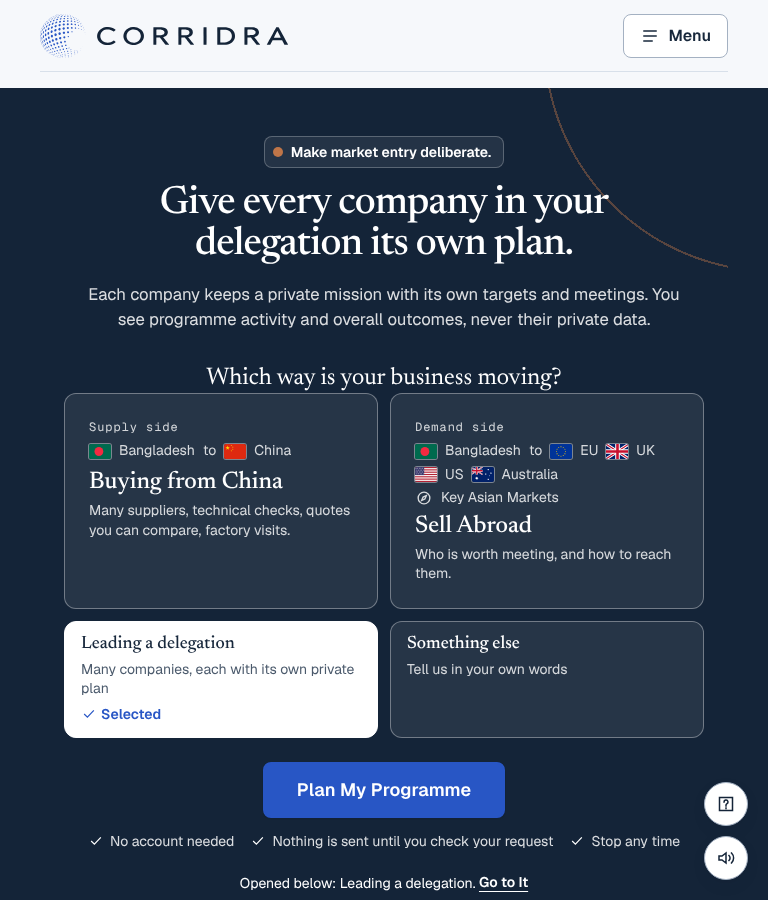 CORRIDRA
Menu
Make market entry deliberate.
Give every company in your
delegation its own plan.
Each company keeps a private mission with its own targets and meetings. You
see programme activity and overall outcomes, never their private data.
Which way is your business moving?
Supply side
Bangladesh to China
Buying from China
Many suppliers, technical checks, quotes
you can compare, factory visits.
Demand side
Bangladesh to EU UK
US Australia
Key Asian Markets
Sell Abroad
Who is worth meeting, and how to reach
them.
Leading a delegation
Many companies, each with its own private
plan
Selected
Something else
Tell us in your own words
Plan My Programme
No account needed
Nothing is sent until you check your request
Stop any time
Opened below: Leading a delegation. Go to It